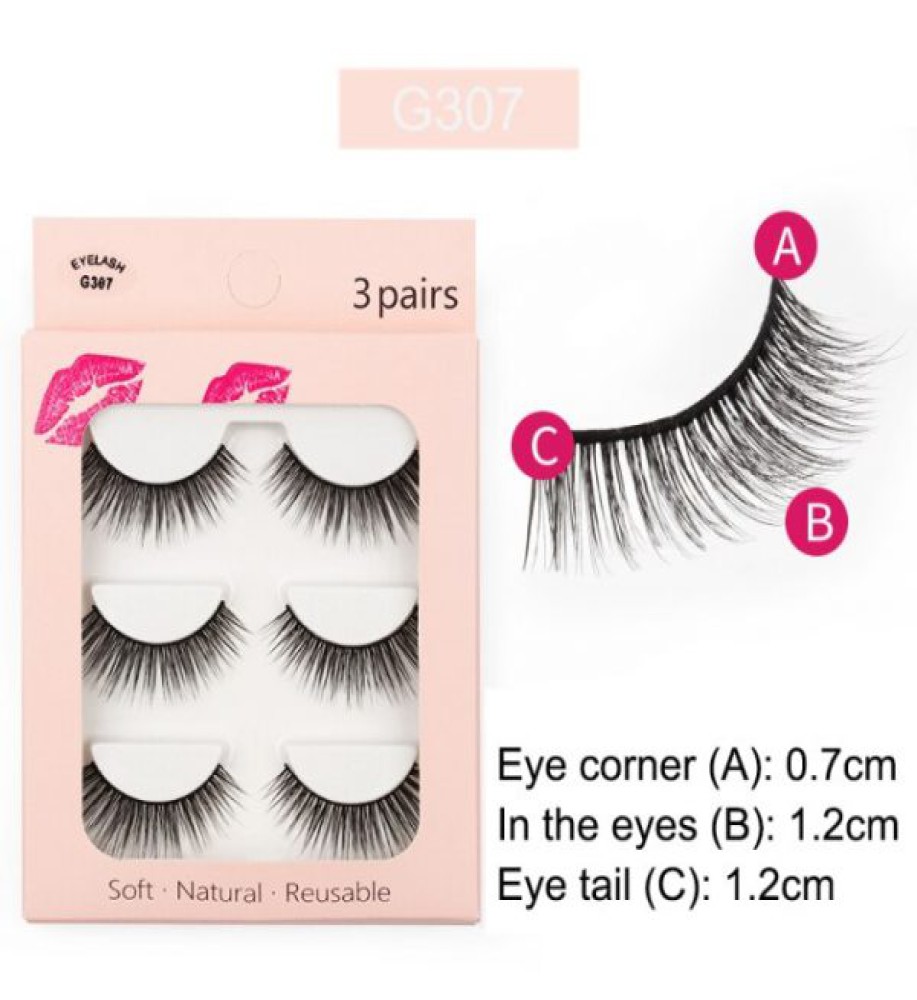 G307
EYELASH
G307
3 pairs
A
C
B
Eye corner (A): 0.7cm
In the eyes (B): 1.2cm
Eye tail (C): 1.2cm
Soft · Natural · Reusable